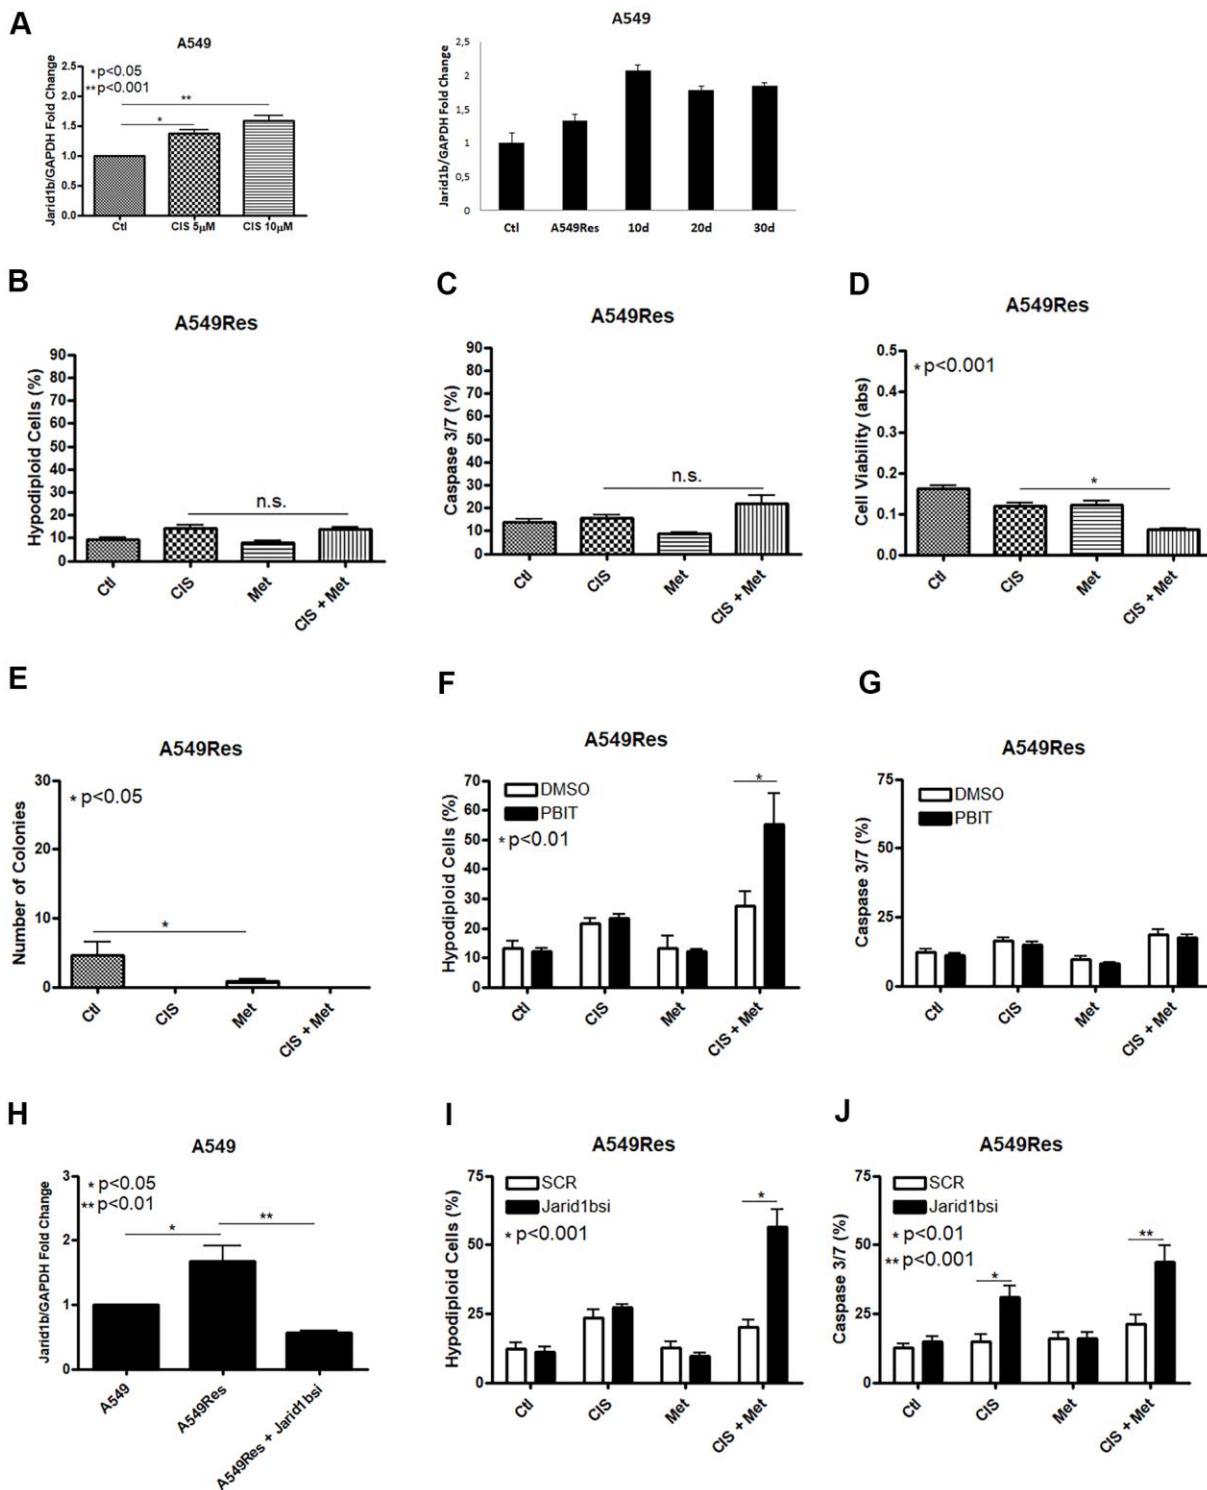 A
A549
Jarid1b/GAPDH Fold Change
2.5
2.0
1.5
1.0
0.5
0.0
* p<0.05
** p<0.001
**
*
Ctl CIS 5µM CIS 10µM
A549
Jarid1b/GAPDH Fold Change
2,5
2
1,5
1
0,5
0
Ctl A549Res 10d 20d 30d
B
A549Res
Hypodiploid Cells (%)
90
80
70
60
50
40
30
20
10
0
n.s.
Ctl CIS Met CIS + Met
C
A549Res
Caspase 3/7 (%)
90
80
70
60
50
40
30
20
10
0
n.s.
Ctl CIS Met CIS + Met
D
A549Res
Cell Viability (abs)
0.5
0.4
0.3
0.2
0.1
0.0
* p<0.001
*
Ctl CIS Met CIS + Met
E
A549Res
Number of Colonies
30
20
10
0
* p<0.05
*
Ctl CIS Met CIS + Met
F
A549Res
Hypodiploid Cells (%)
70
60
50
40
30
20
10
0
DMSO
PBIT
* p<0.01
*
Ctl CIS Met CIS + Met
G
A549Res
Caspase 3/7 (%)
75
50
25
0
DMSO
PBIT
Ctl CIS Met CIS + Met
H
A549
Jarid1b/GAPDH Fold Change
3
2
1
0
* p<0.05
** p<0.01
*
**
A549 A549Res A549Res + Jarid1bsi
I
A549Res
Hypodiploid Cells (%)
75
50
25
0
SCR
Jarid1bsi
* p<0.001
*
Ctl CIS Met CIS + Met
J
A549Res
Caspase 3/7 (%)
75
50
25
0
SCR
Jarid1bsi
* p<0.01
** p<0.001
*
**
Ctl CIS Met CIS + Met